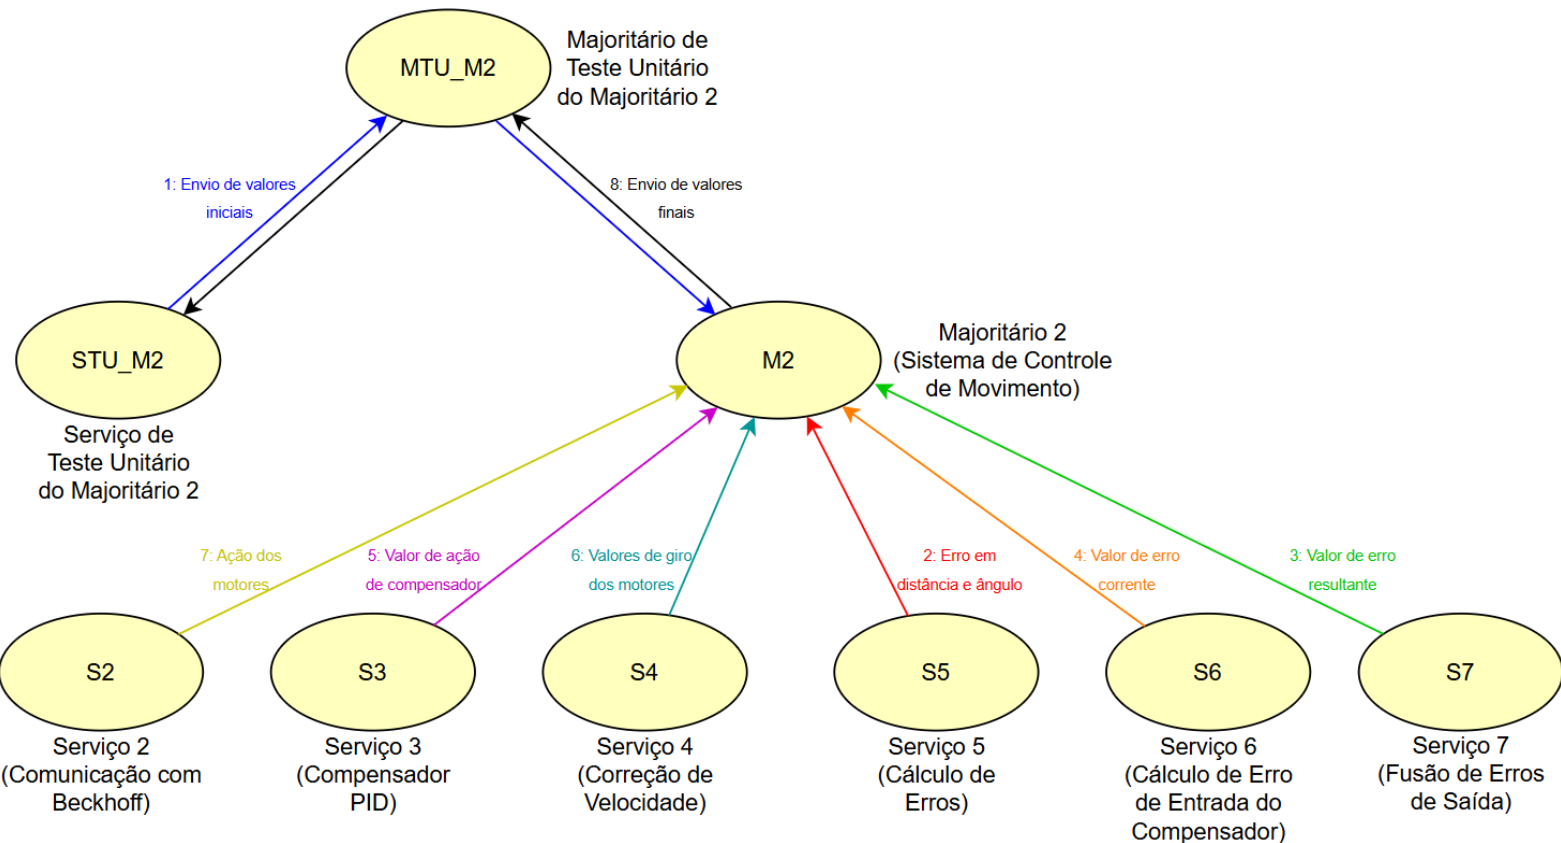 MTU_M2
Majoritário de
Teste Unitário
do Majoritário 2
1: Envio de valores
iniciais
8: Envio de valores
finais
STU_M2
Serviço de
Teste Unitário
do Majoritário 2
M2
Majoritário 2
(Sistema de Controle
de Movimento)
7: Ação dos
motores
5: Valor de ação
de compensador
6: Valores de giro
dos motores
2: Erro em
distância e ângulo
4: Valor de erro
corrente
3: Valor de erro
resultante
S2
Serviço 2
(Comunicação com
Beckhoff)
S3
Serviço 3
(Compensador
PID)
S4
Serviço 4
(Correção de
Velocidade)
S5
Serviço 5
(Cálculo de
Erros)
S6
Serviço 6
(Cálculo de Erro
de Entrada do
Compensador)
S7
Serviço 7
(Fusão de Erros
de Saída)